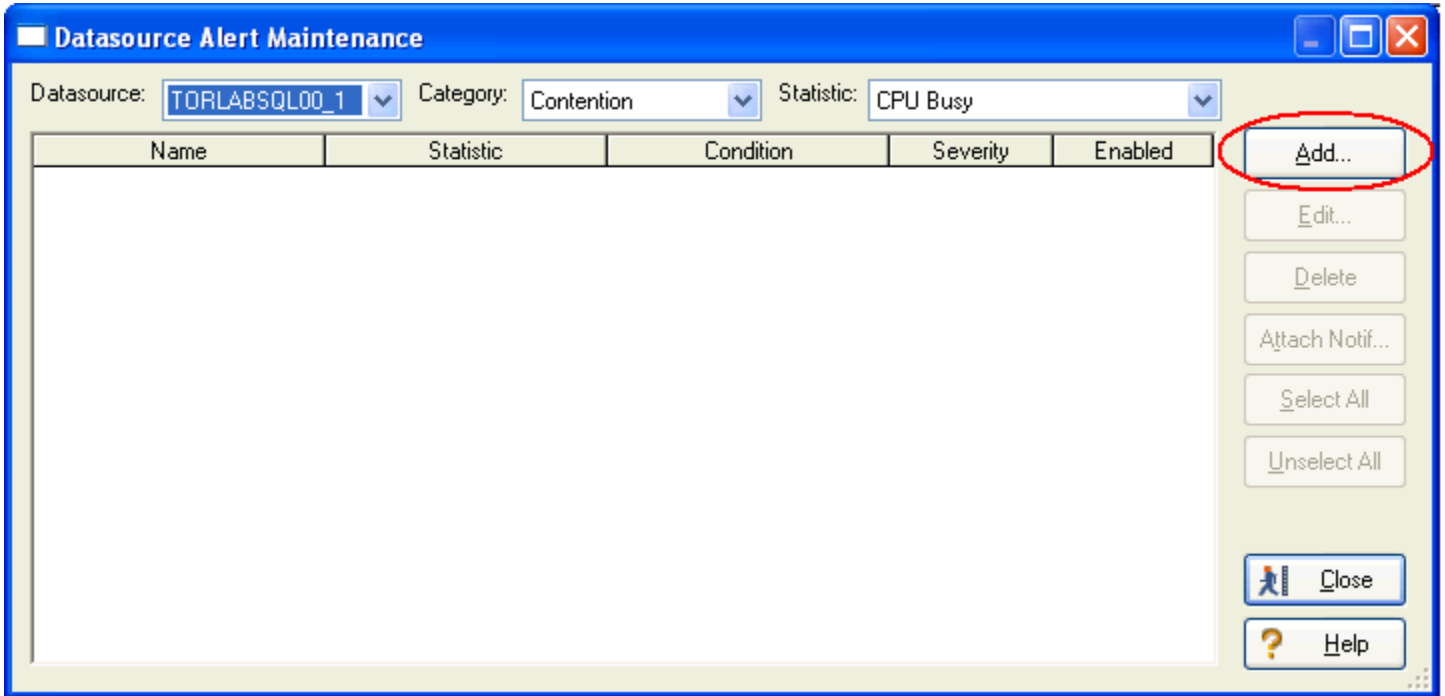 Datasource Alert Maintenance
Datasource: TORLABSQL00_1 Category: Contention Statistic: CPU Busy
Name Statistic Condition Severity Enabled
Add...
Edit...
Delete
Attach Notif...
Select All
Unselect All
Close
Help